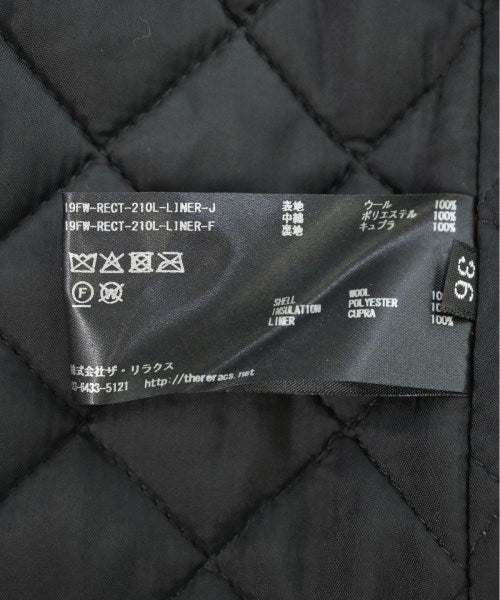 19FW-RECT-210L-LINER-J
19FW-RECT-210L-LINER-F
表地 ウール 100%
中綿 ポリエステル 100%
裏地 キュプラ 100%
F W
SHELL WOOL 100%
INSULATION POLYESTER 100%
LINER CUPRA 100%
36
株式会社ザ・リラクス
03-6433-5121 http://thereracs.net